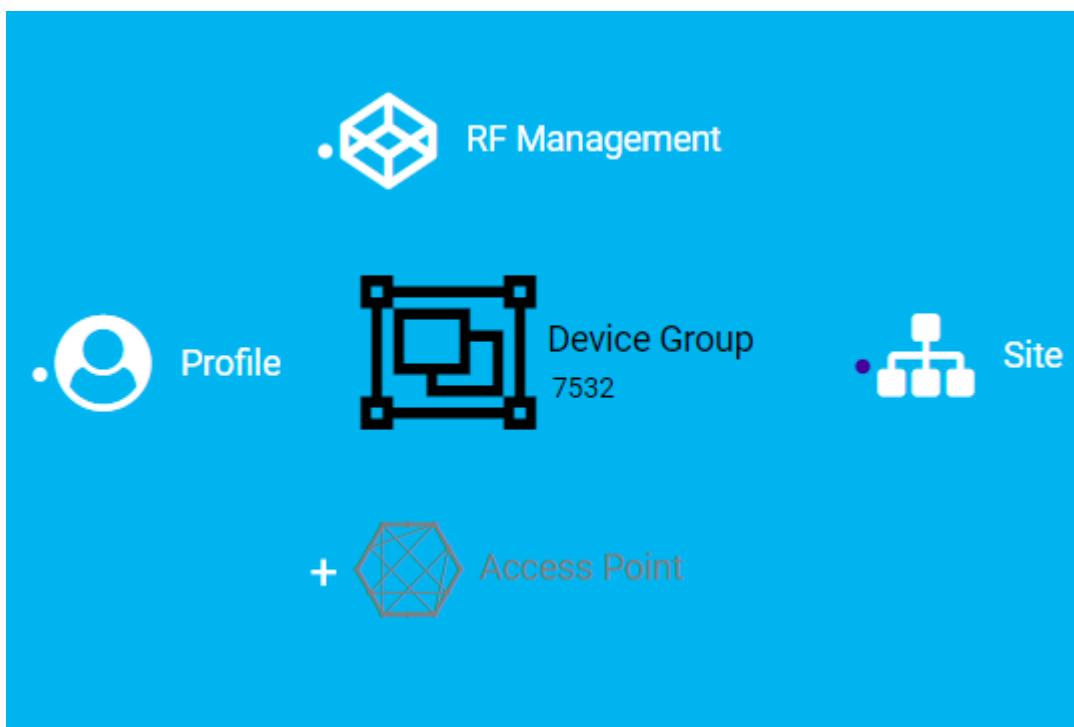 RF Management
Profile
Device Group
7532
Site
+ Access Point